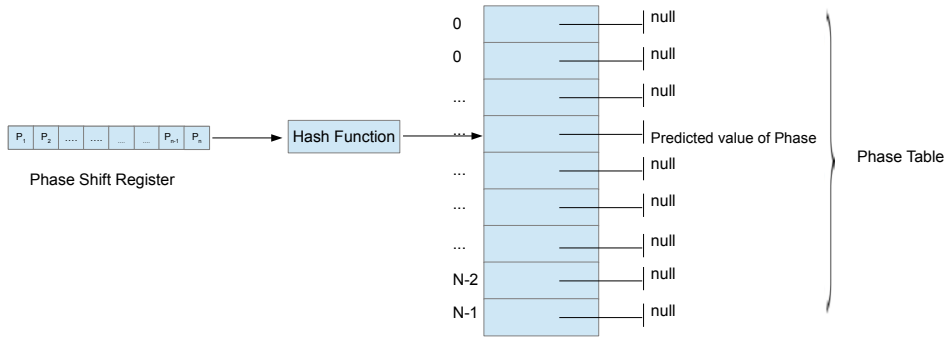 0 null
0 null
... null
P1 P2 .... .... .... .... Pn-1 Pn Hash Function ... Predicted value of Phase
Phase Table
Phase Shift Register
... null
... null
... null
N-2 null
N-1 null